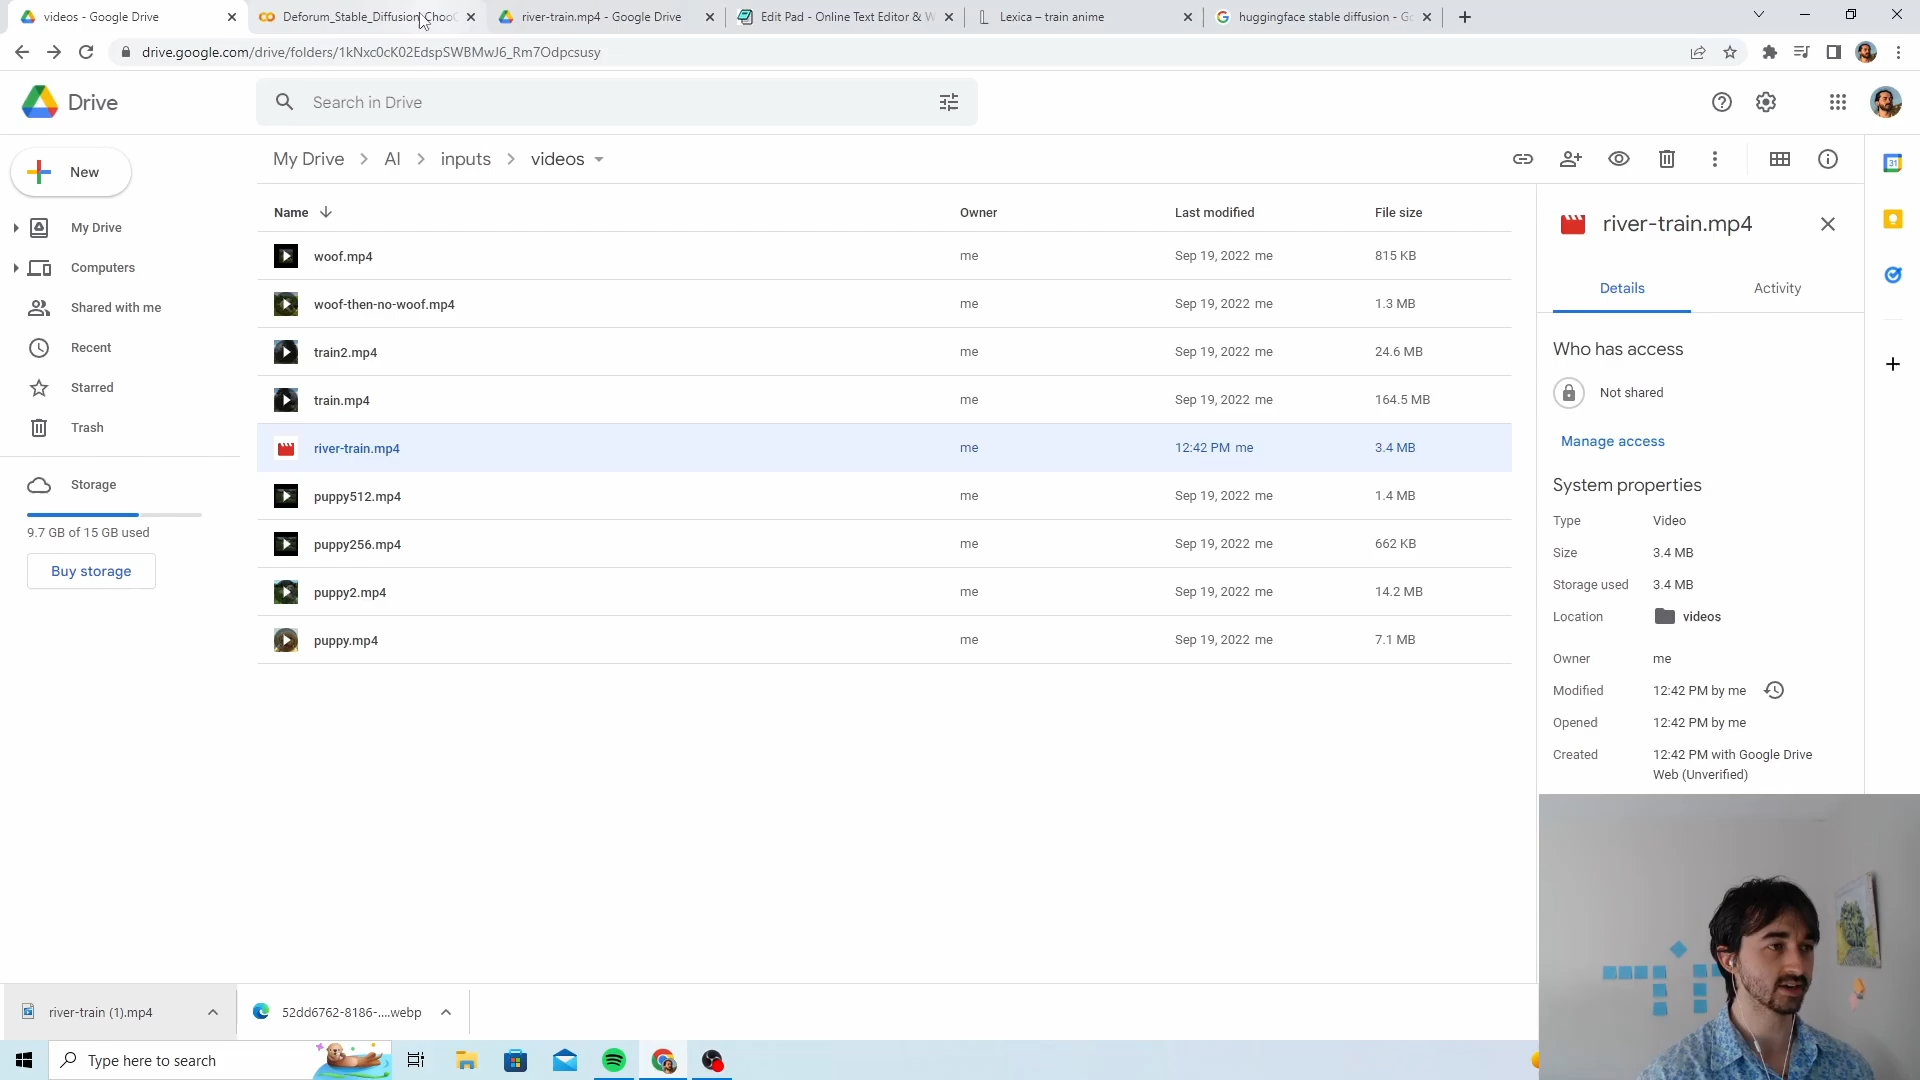 videos - Google Drive
Deforum_Stable_Diffusion_Choo
river-train.mp4 - Google Drive
Edit Pad - Online Text Editor & W
Lexica – train anime
huggingface stable diffusion - Go
drive.google.com/drive/folders/1kNxc0cK02EdspSWBMwJ6_Rm7Odpcsusy
Drive
Search in Drive
New
My Drive
Computers
Shared with me
Recent
Starred
Trash
Storage
9.7 GB of 15 GB used
Buy storage
My Drive > AI > inputs > videos
Name Owner Last modified File size
woof.mp4 me Sep 19, 2022 me 815 KB
woof-then-no-woof.mp4 me Sep 19, 2022 me 1.3 MB
train2.mp4 me Sep 19, 2022 me 24.6 MB
train.mp4 me Sep 19, 2022 me 164.5 MB
river-train.mp4 me 12:42 PM me 3.4 MB
puppy512.mp4 me Sep 19, 2022 me 1.4 MB
puppy256.mp4 me Sep 19, 2022 me 662 KB
puppy2.mp4 me Sep 19, 2022 me 14.2 MB
puppy.mp4 me Sep 19, 2022 me 7.1 MB
river-train.mp4
Details Activity
Who has access
Not shared
Manage access
System properties
Type Video
Size 3.4 MB
Storage used 3.4 MB
Location videos
Owner me
Modified 12:42 PM by me
Opened 12:42 PM by me
Created 12:42 PM with Google Drive
Web (Unverified)
31
river-train (1).mp4
52dd6762-8186-....webp
Type here to search